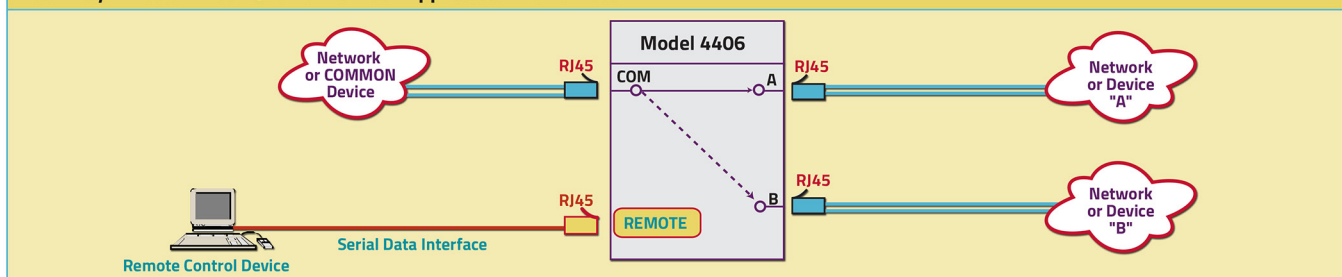 Model 4406
Network
or COMMON
Device
RJ45
COM
A
RJ45
Network
or Device
"A"
RJ45
B
RJ45
REMOTE
Network
or Device
"B"
Serial Data Interface
Remote Control Device